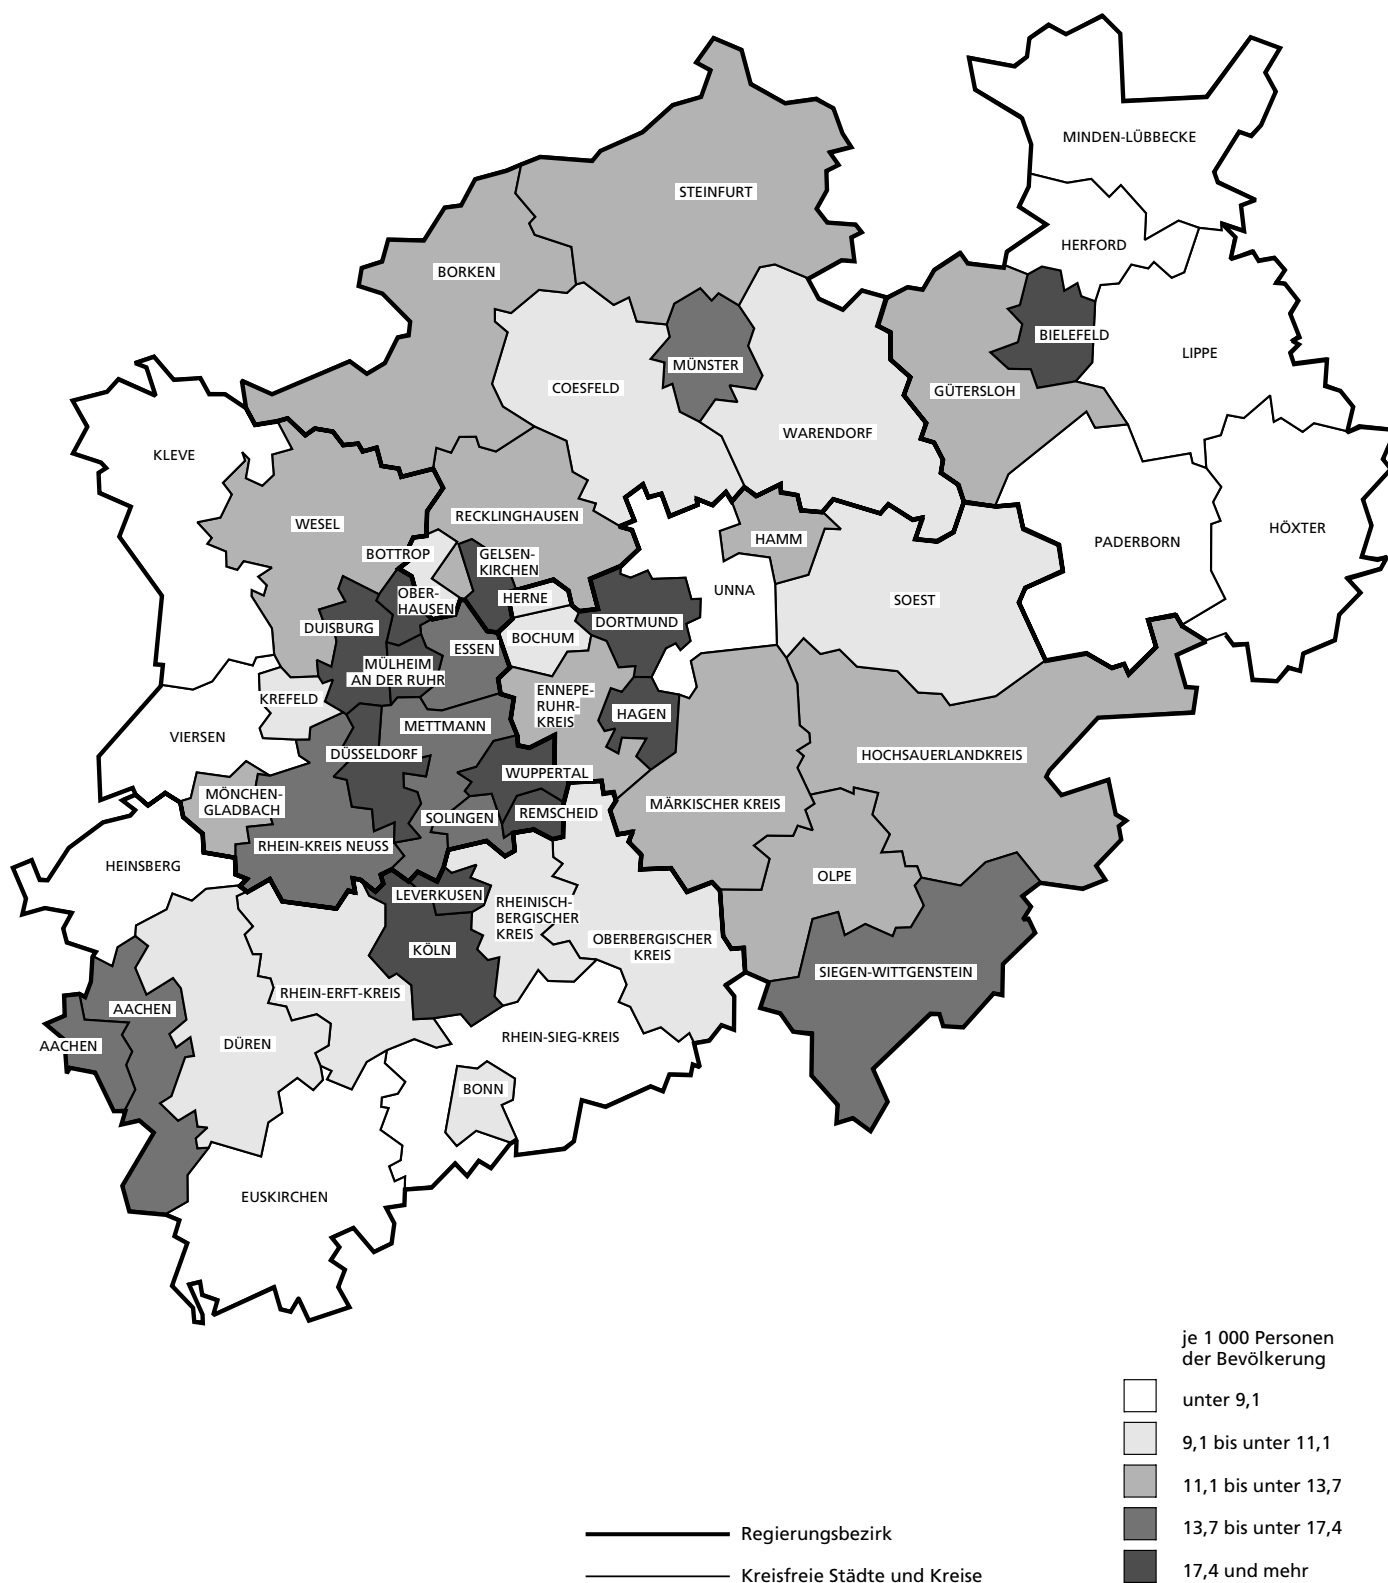 MINDEN-LÜBBECKE
STEINFURT
HERFORD
BORKEN
BIELEFELD
LIPPE
MÜNSTER
COESFELD
GÜTERSLOH
WARENDORF
KLEVE
RECKLINGHAUSEN
WESEL
HÖXTER
HAMM
PADERBORN
BOTTROP
GELSEN-
KIRCHEN
UNNA
OBER-
HAUSEN
HERNE
SOEST
DORTMUND
DUISBURG
BOCHUM
ESSEN
MÜLHEIM
AN DER RUHR
ENNEPE-
RUHR-
KREIS
KREFELD
HAGEN
METTMANN
VIERSEN
DÜSSELDORF
HOCHSAUERLANDKREIS
WUPPERTAL
MÖNCHEN-
GLADBACH
MÄRKISCHER KREIS
REMSCHEID
SOLINGEN
RHEIN-KREIS NEUSS
HEINSBERG
OLPE
LEVERKUSEN
RHEINISCH-
BERGISCHER
KREIS
OBERBERGISCHER
KREIS
KÖLN
SIEGEN-WITTGENSTEIN
RHEIN-ERFT-KREIS
AACHEN
RHEIN-SIEG-KREIS
DÜREN
AACHEN
BONN
EUSKIRCHEN
je 1 000 Personen
der Bevölkerung
unter 9,1
9,1 bis unter 11,1
11,1 bis unter 13,7
13,7 bis unter 17,4
17,4 und mehr
Regierungsbezirk
Kreisfreie Städte und Kreise